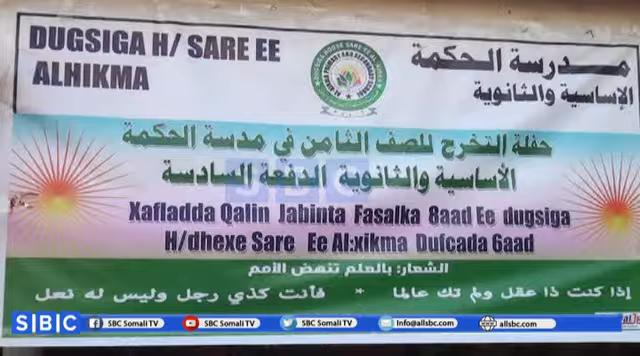 DUGSIGA H/ SARE EE
ALHIKMA
مدرسة الحكمة
الإساسية والثانوية
حفلة التخرج للصف الثامن في مدسة الحكمة
الأساسية والثانوية الدفعة السادسة
SBC
Xafladda Qalin Jabinta Fasalka 8aad Ee dugsiga
H/dhexe Sare Ee Al:xikma Dufcada 6aad
الشعار: بالعلم تنهض الأمم
إذا كنت ذا عقل ولم تك عالما * فأنت كذي رجل وليس له نعل
SBC SBC Somali TV SBC Somali TV SBC Somali TV Info@allsbc.com allsbc.com